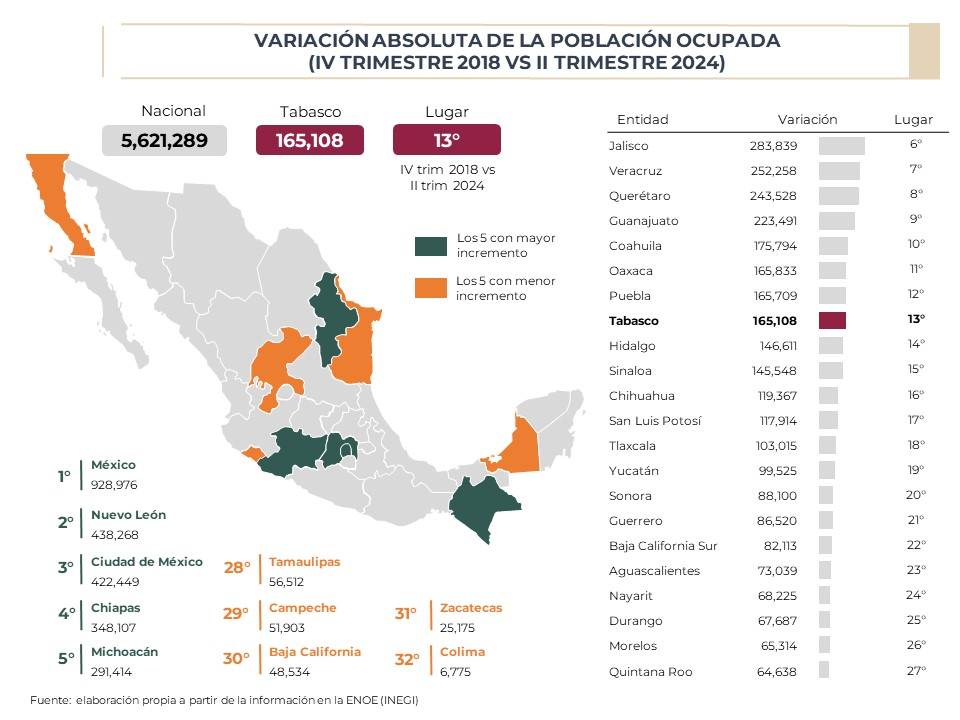 VARIACIÓN ABSOLUTA DE LA POBLACIÓN OCUPADA
(IV TRIMESTRE 2018 VS II TRIMESTRE 2024)
Nacional
5,621,289
Tabasco
165,108
Lugar
13°
IV trim 2018 vs
II trim 2024
Los 5 con mayor
incremento
Los 5 con menor
incremento
1° México
928,976
2° Nuevo León
438,268
3° Ciudad de México
422,449
4° Chiapas
348,107
5° Michoacán
291,414
28° Tamaulipas
56,512
29° Campeche
51,903
30° Baja California
48,534
31° Zacatecas
25,175
32° Colima
6,775
Entidad Variación Lugar
Jalisco 283,839 6°
Veracruz 252,258 7°
Querétaro 243,528 8°
Guanajuato 223,491 9°
Coahuila 175,794 10°
Oaxaca 165,833 11°
Puebla 165,709 12°
Tabasco 165,108 13°
Hidalgo 146,611 14°
Sinaloa 145,548 15°
Chihuahua 119,367 16°
San Luis Potosí 117,914 17°
Tlaxcala 103,015 18°
Yucatán 99,525 19°
Sonora 88,100 20°
Guerrero 86,520 21°
Baja California Sur 82,113 22°
Aguascalientes 73,039 23°
Nayarit 68,225 24°
Durango 67,687 25°
Morelos 65,314 26°
Quintana Roo 64,638 27°
Fuente: elaboración propia a partir de la información en la ENOE (INEGI)